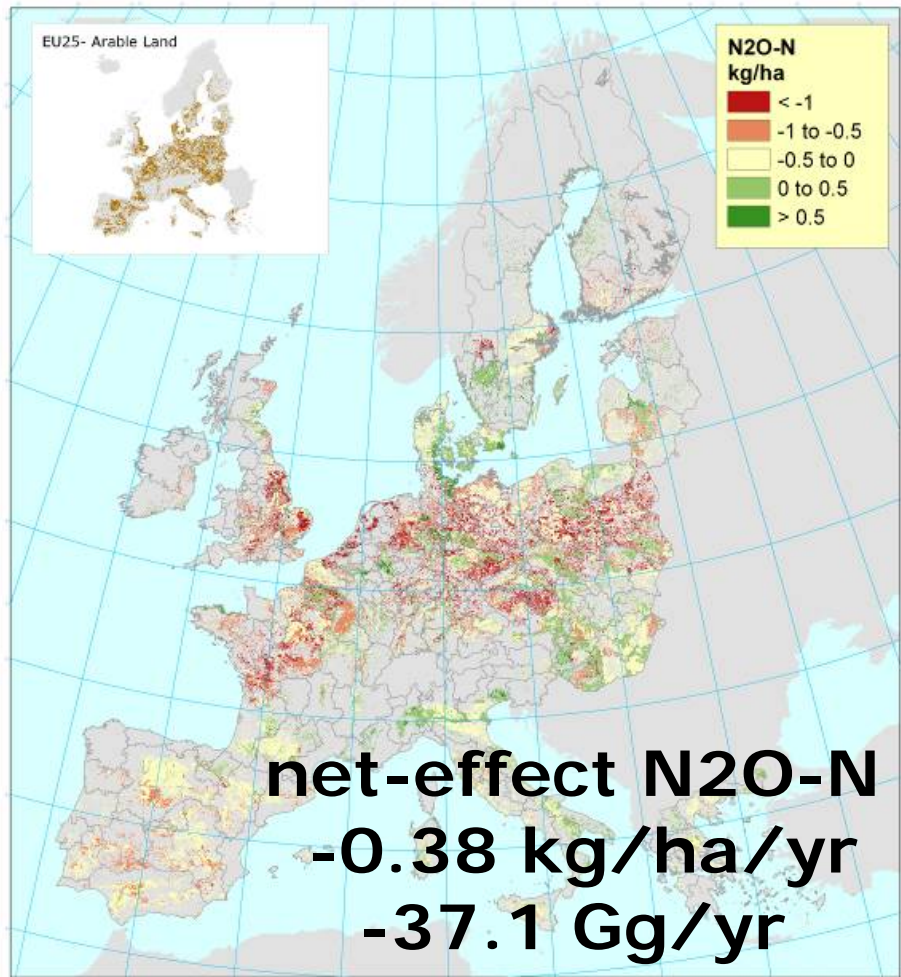 EU25- Arable Land
N2O-N
kg/ha
< -1
-1 to -0.5
-0.5 to 0
0 to 0.5
> 0.5
net-effect N2O-N
-0.38 kg/ha/yr
-37.1 Gg/yr